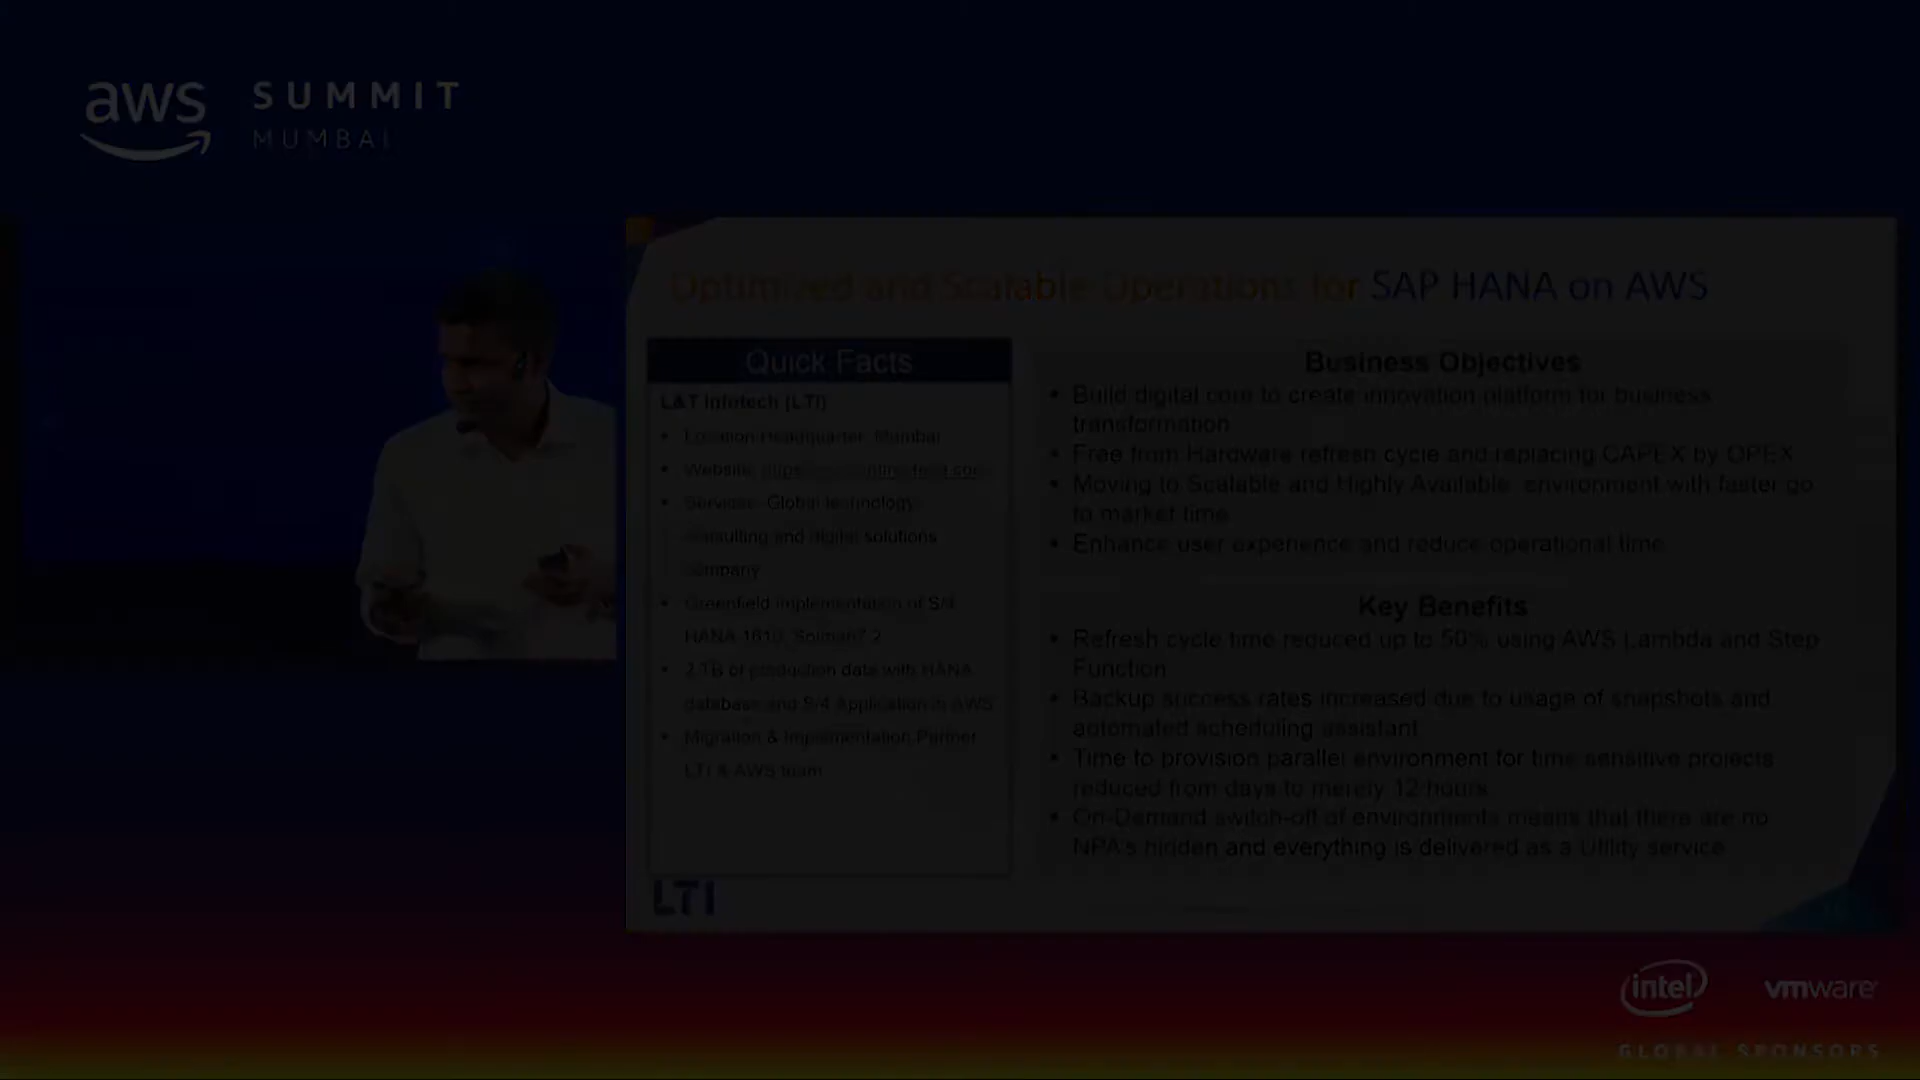 aws SUMMIT
MUMBAI
Optimized and Scalable Operations for SAP HANA on AWS
Quick Facts
L&T Infotech (LTI)
• Location Headquarter: Mumbai
• Website:
• Services: Global technology
consulting and digital solutions
company
• Greenfield implementation of S/4
HANA 1610, Solman7.2
• 2 TB of production data with HANA
database and S/4 Application in AWS
• Migration & Implementation Partner
LTI & AWS team
LTI
Business Objectives
• Build digital core to create innovation platform for business
transformation
• Free from Hardware refresh cycle and replacing CAPEX by OPEX
• Moving to Scalable and Highly Available environment with faster go
to market time
• Enhance user experience and reduce operational time
Key Benefits
• Refresh cycle time reduced up to 50% using AWS Lambda and Step
Function
• Backup success rates increased due to usage of snapshots and
automated scheduling assistant
• Time to provision parallel environment for time sensitive projects
reduced from days to merely 12 hours
• On-Demand switch-off of environments means that there are no
NPA's hidden and everything is delivered as a Utility service
intel vmware
GLOBAL SPONSORS